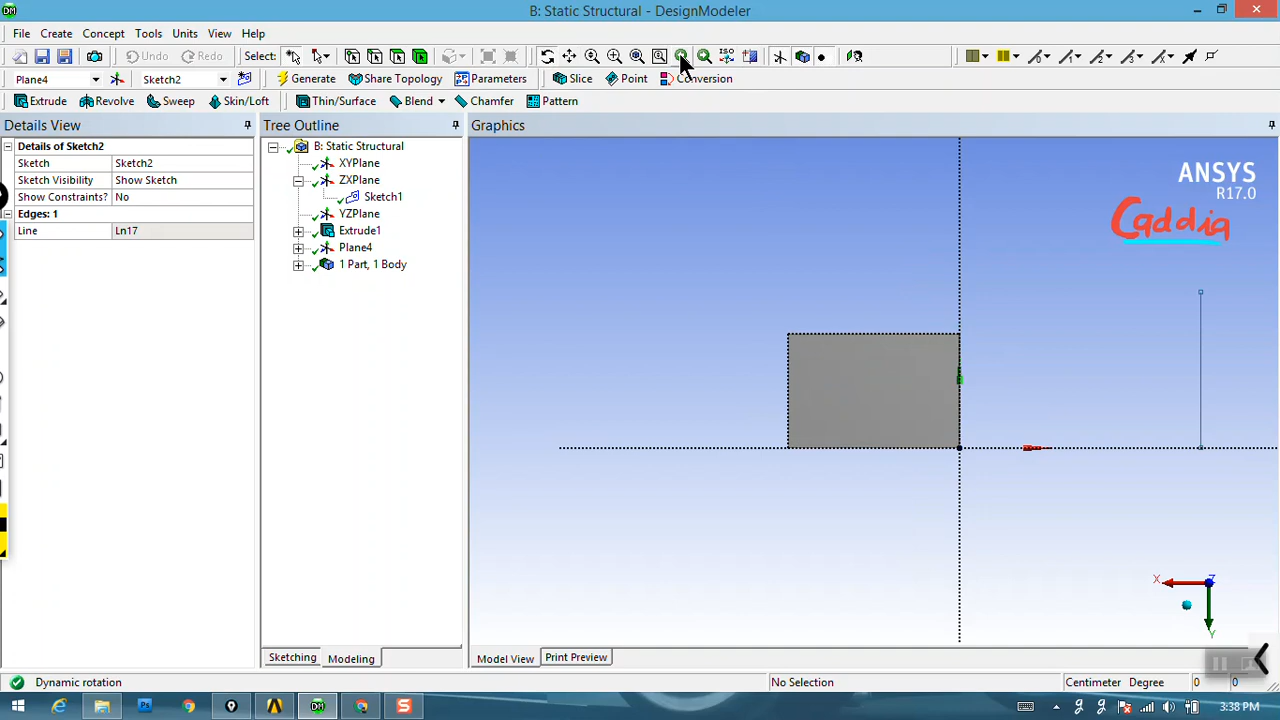 B: Static Structural - DesignModeler
File Create Concept Tools Units View Help
Undo Redo Select: ISO
Plane4 Sketch2 Generate Share Topology Parameters Slice Point Conversion
Extrude Revolve Sweep Skin/Loft Thin/Surface Blend Chamfer Pattern
Details View
Details of Sketch2
Sketch Sketch2
Sketch Visibility Show Sketch
Show Constraints? No
Edges: 1
Line Ln17
Tree Outline
B: Static Structural
XYPlane
ZXPlane
Sketch1
YZPlane
Extrude1
Plane4
1 Part, 1 Body
Sketching Modeling
Graphics
ANSYS
R17.0
Caddia
X
Z
Y
Model View Print Preview
Dynamic rotation No Selection Centimeter Degree 0 0
3:38 PM